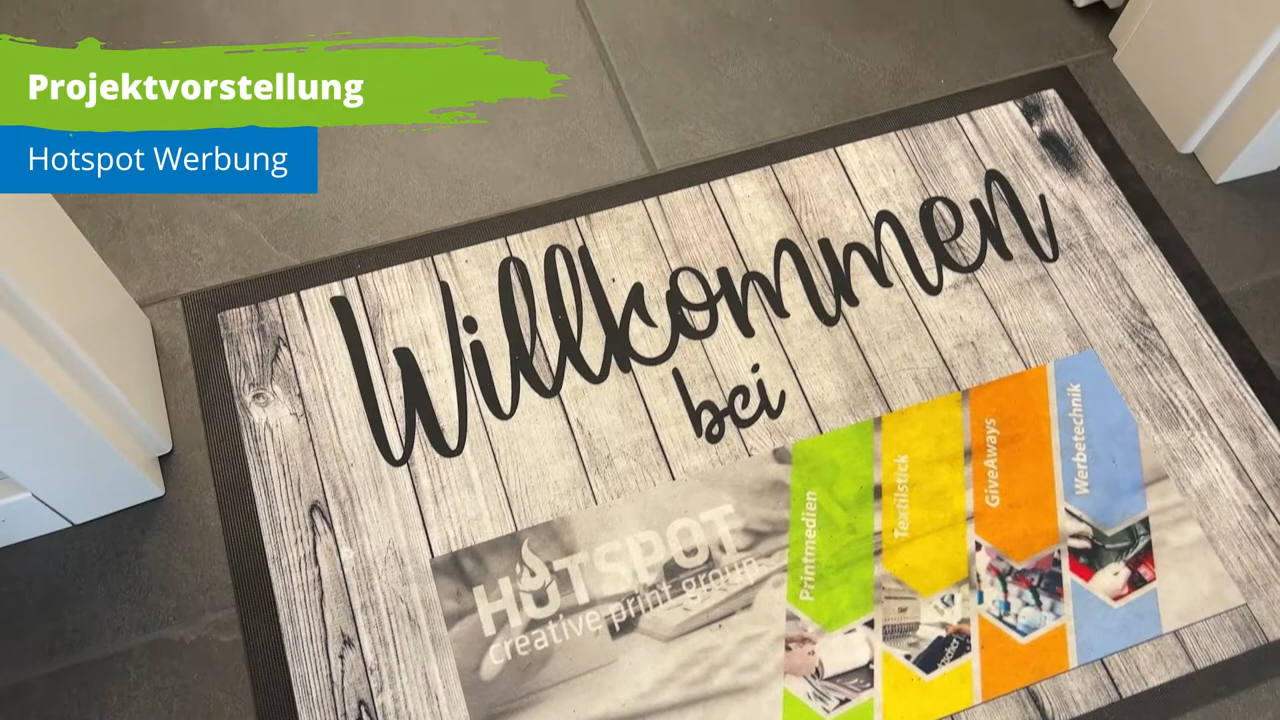 Projektvorstellung
Hotspot Werbung
Willkommen
bei
HOTSPOT
creative print group
Printmedien
Textilstick
GiveAways
Werbetechnik